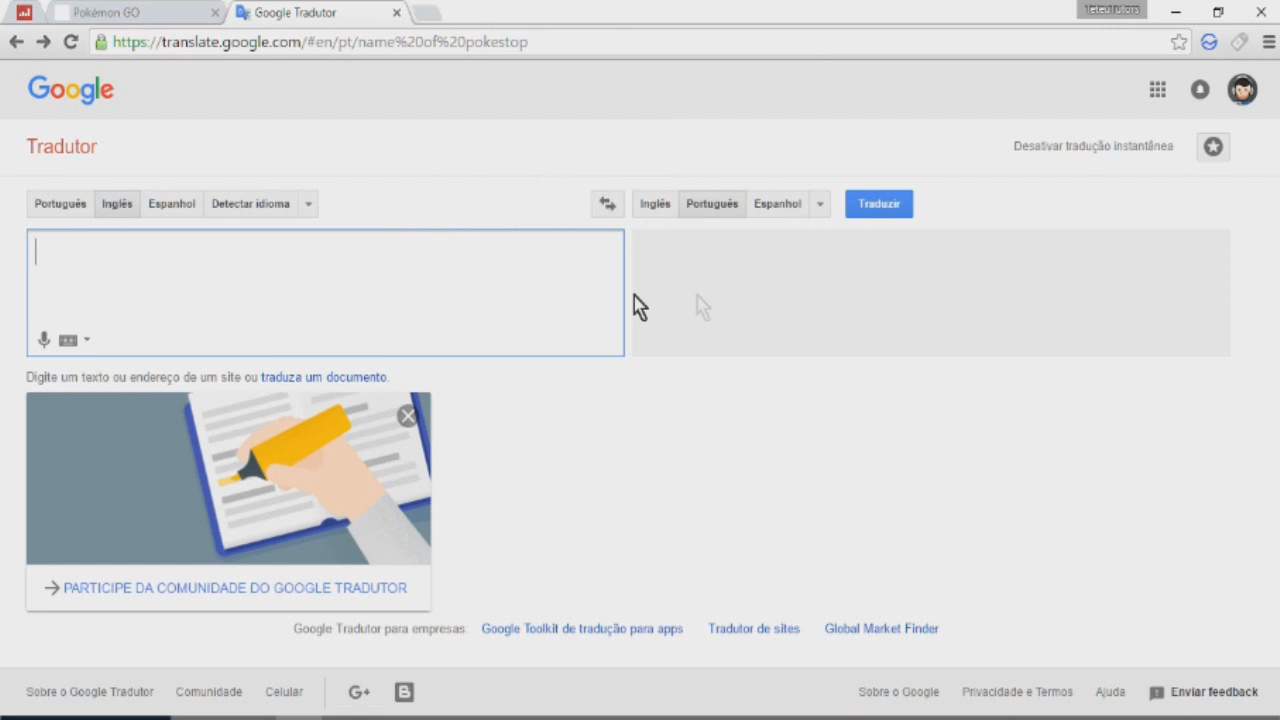 Pokémon GO
Google Tradutor
https://translate.google.com/#en/pt/name%20of%20pokestop
Google
Tradutor
Desativar tradução instantânea
Português Inglês Espanhol Detectar idioma
Inglês Português Espanhol Traduzir
Digite um texto ou endereço de um site ou traduza um documento.
PARTICIPE DA COMUNIDADE DO GOOGLE TRADUTOR
Google Tradutor para empresas: Google Toolkit de tradução para apps Tradutor de sites Global Market Finder
Sobre o Google Tradutor Comunidade Celular G+ B Sobre o Google Privacidade e Termos Ajuda Enviar feedback